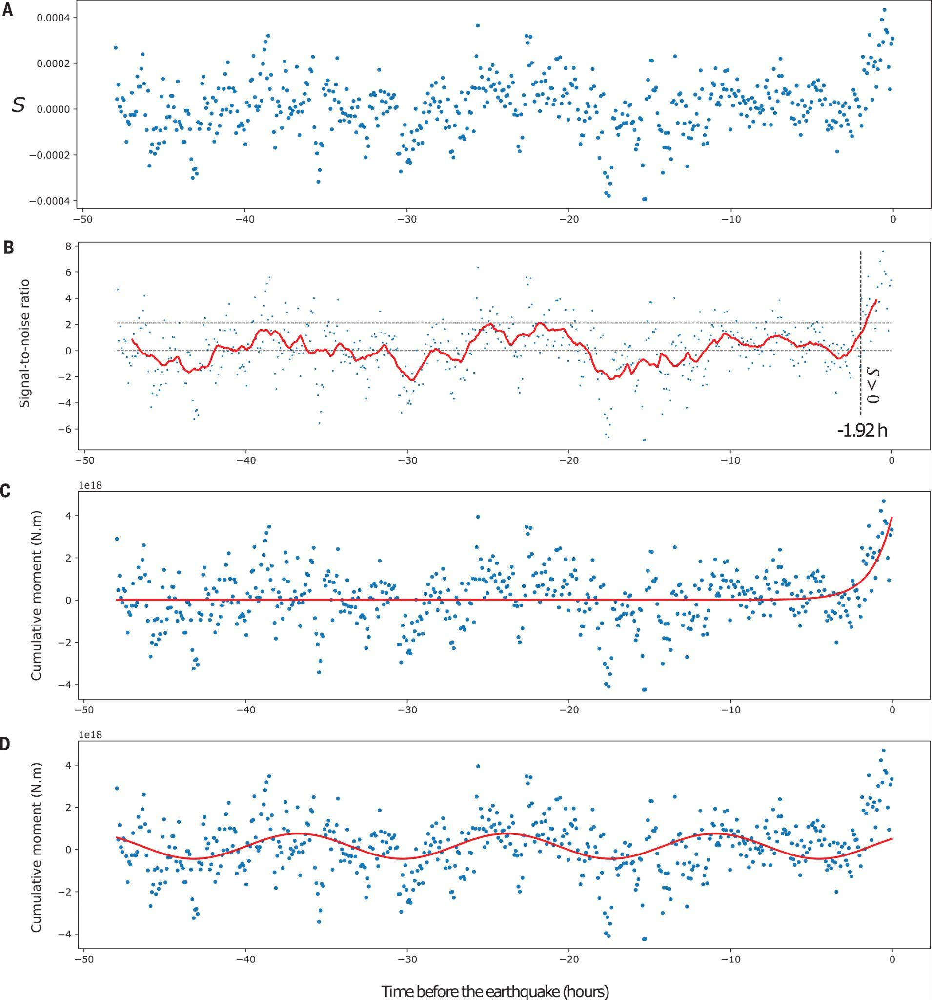 A
0.0004
0.0002
0.0000
−0.0002
−0.0004
S
−50 −40 −30 −20 −10 0
B
8
6
4
2
0
−2
−4
−6
Signal-to-noise ratio
S > 0
-1.92 h
−50 −40 −30 −20 −10 0
C
1e18
4
2
0
−2
−4
Cumulative moment (N.m)
−50 −40 −30 −20 −10 0
D
1e18
4
2
0
−2
−4
Cumulative moment (N.m)
−50 −40 −30 −20 −10 0
Time before the earthquake (hours)